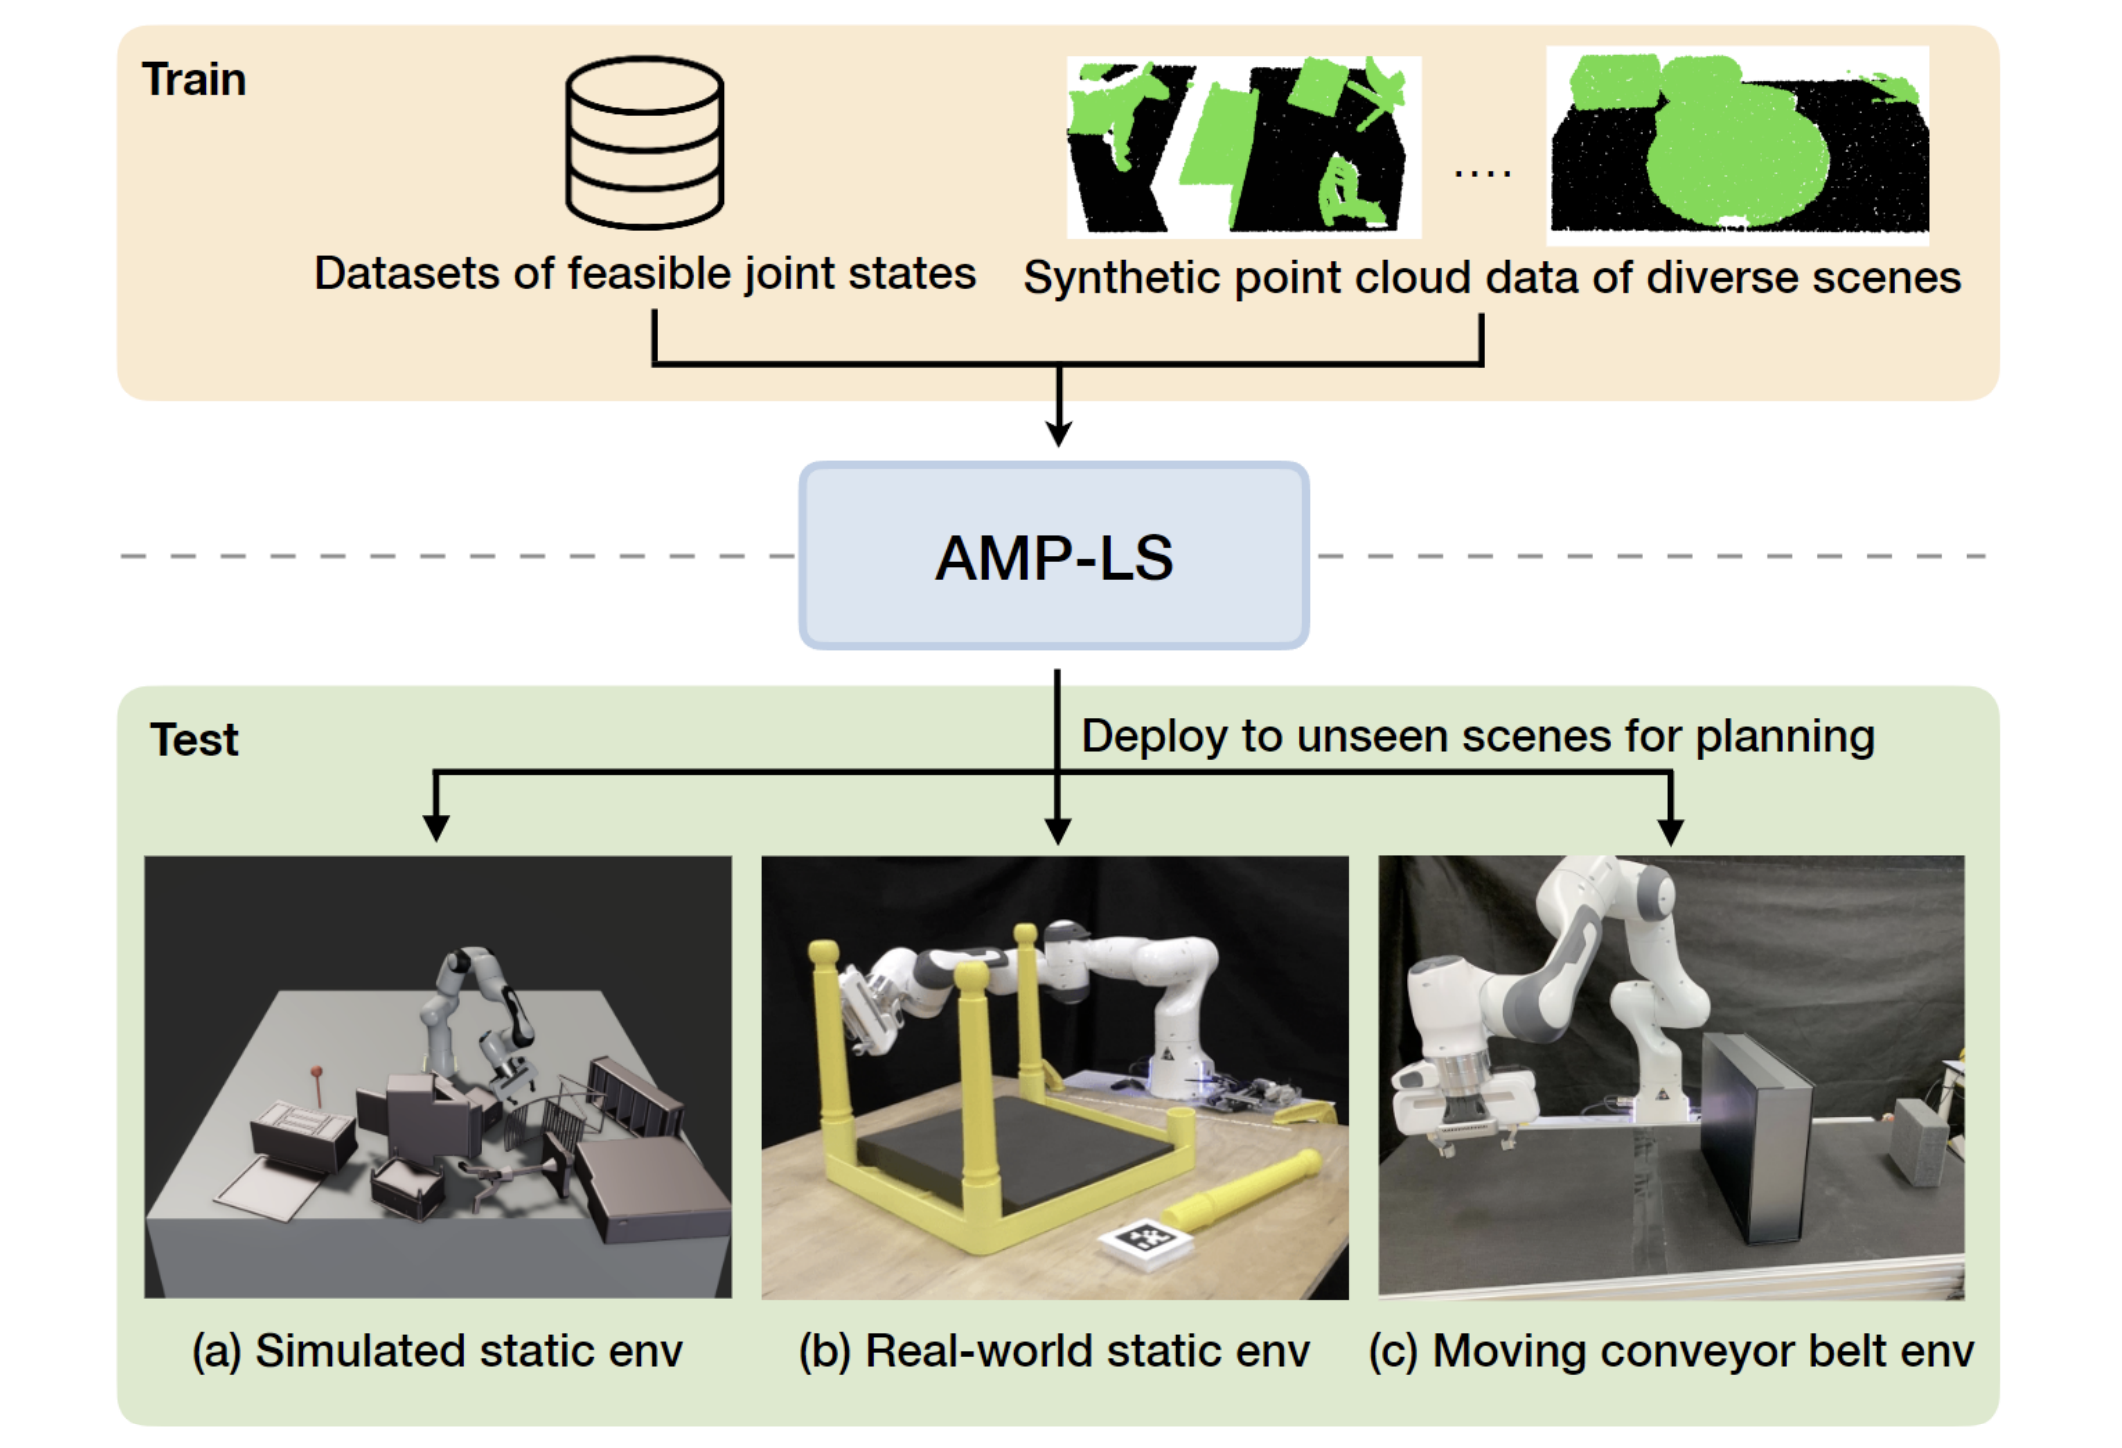 Train
Datasets of feasible joint states
....
Synthetic point cloud data of diverse scenes
AMP-LS
Test
Deploy to unseen scenes for planning
(a) Simulated static env
(b) Real-world static env
(c) Moving conveyor belt env